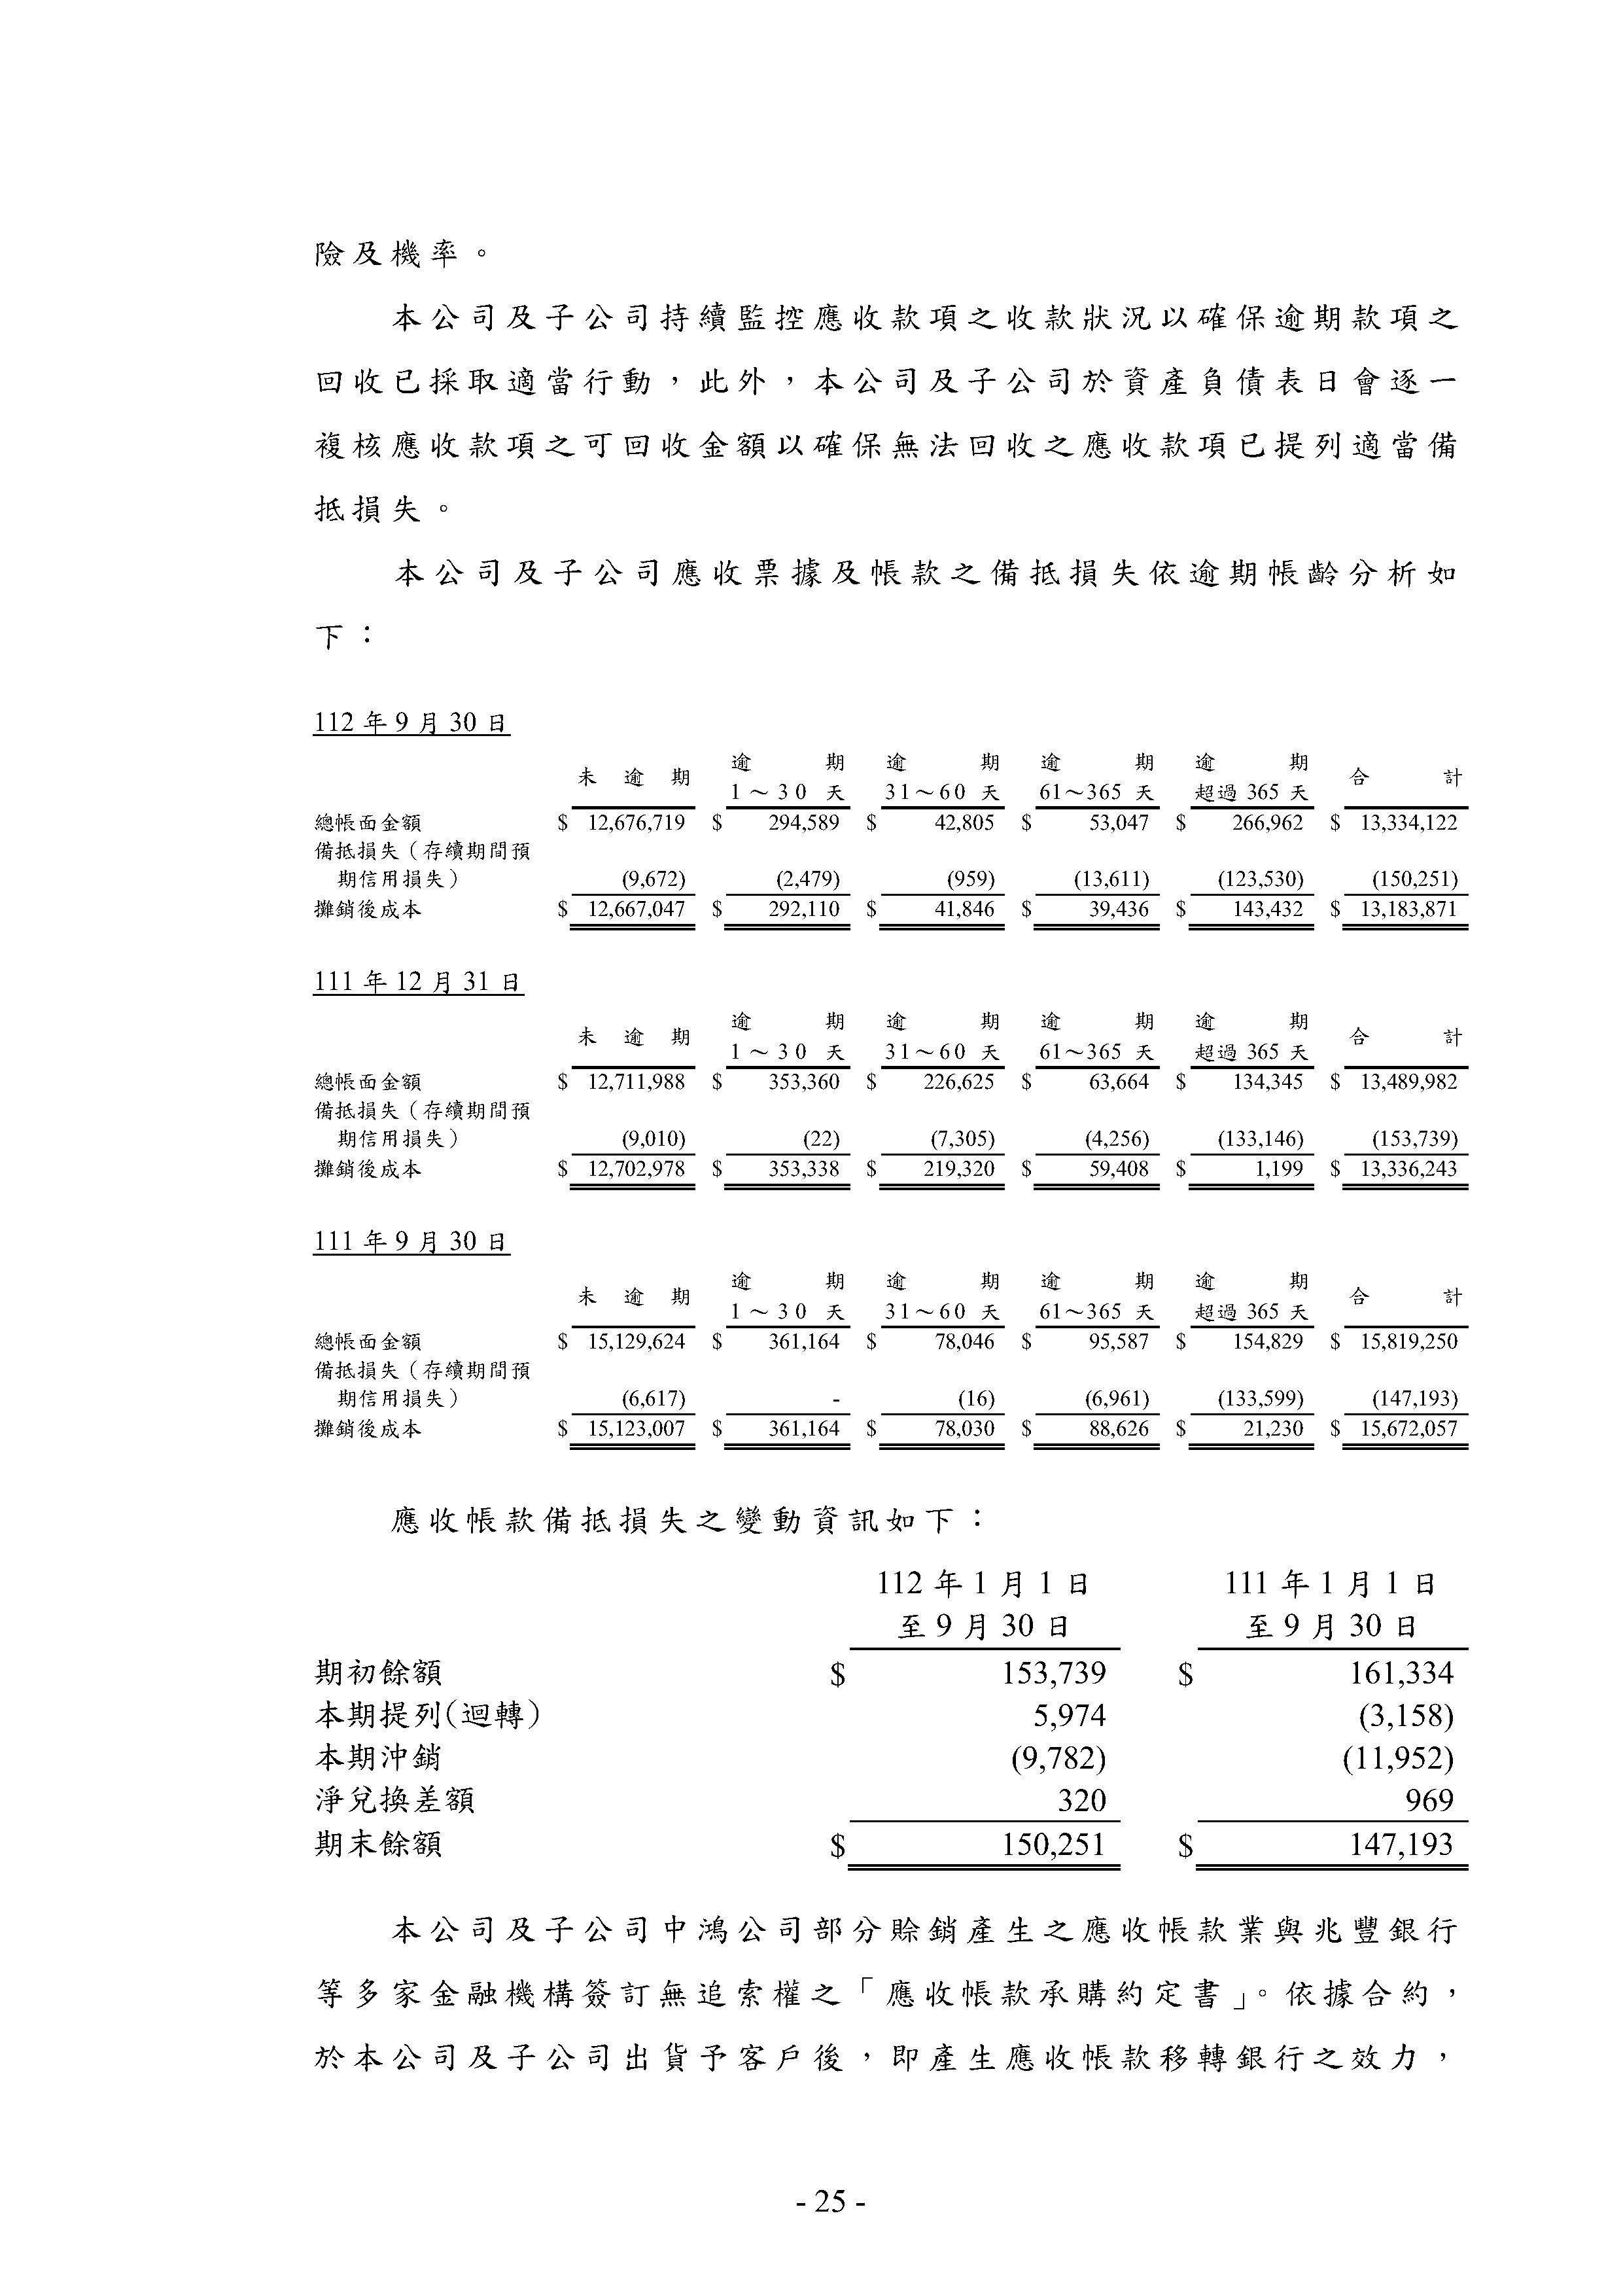 險及機率。
本公司及子公司持續監控應收款項之收款狀況以確保逾期款項之
回收已採取適當行動，此外，本公司及子公司於資產負債表日會逐一
複核應收款項之可回收金額以確保無法回收之應收款項已提列適當備
抵損失。
本公司及子公司應收票據及帳款之備抵損失依逾期帳齡分析如
下：
112 年 9 月 30 日
逾期 逾期 逾期 逾期
未逾期 1～30 天 31～60 天 61～365 天 超過 365 天 合計
總帳面金額 $ 12,676,719 $ 294,589 $ 42,805 $ 53,047 $ 266,962 $ 13,334,122
備抵損失（存續期間預
期信用損失） (9,672) (2,479) (959) (13,611) (123,530) (150,251)
攤銷後成本 $ 12,667,047 $ 292,110 $ 41,846 $ 39,436 $ 143,432 $ 13,183,871
111 年 12 月 31 日
逾期 逾期 逾期 逾期
未逾期 1～30 天 31～60 天 61～365 天 超過 365 天 合計
總帳面金額 $ 12,711,988 $ 353,360 $ 226,625 $ 63,664 $ 134,345 $ 13,489,982
備抵損失（存續期間預
期信用損失） (9,010) (22) (7,305) (4,256) (133,146) (153,739)
攤銷後成本 $ 12,702,978 $ 353,338 $ 219,320 $ 59,408 $ 1,199 $ 13,336,243
111 年 9 月 30 日
逾期 逾期 逾期 逾期
未逾期 1～30 天 31～60 天 61～365 天 超過 365 天 合計
總帳面金額 $ 15,129,624 $ 361,164 $ 78,046 $ 95,587 $ 154,829 $ 15,819,250
備抵損失（存續期間預
期信用損失） (6,617) - (16) (6,961) (133,599) (147,193)
攤銷後成本 $ 15,123,007 $ 361,164 $ 78,030 $ 88,626 $ 21,230 $ 15,672,057
應收帳款備抵損失之變動資訊如下：
112 年 1 月 1 日 111 年 1 月 1 日
至 9 月 30 日 至 9 月 30 日
期初餘額 $ 153,739 $ 161,334
本期提列(迴轉) 5,974 (3,158)
本期沖銷 (9,782) (11,952)
淨兌換差額 320 969
期末餘額 $ 150,251 $ 147,193
本公司及子公司中鴻公司部分賒銷產生之應收帳款業與兆豐銀行
等多家金融機構簽訂無追索權之「應收帳款承購約定書」。依據合約，
於本公司及子公司出貨予客戶後，即產生應收帳款移轉銀行之效力，
- 25 -